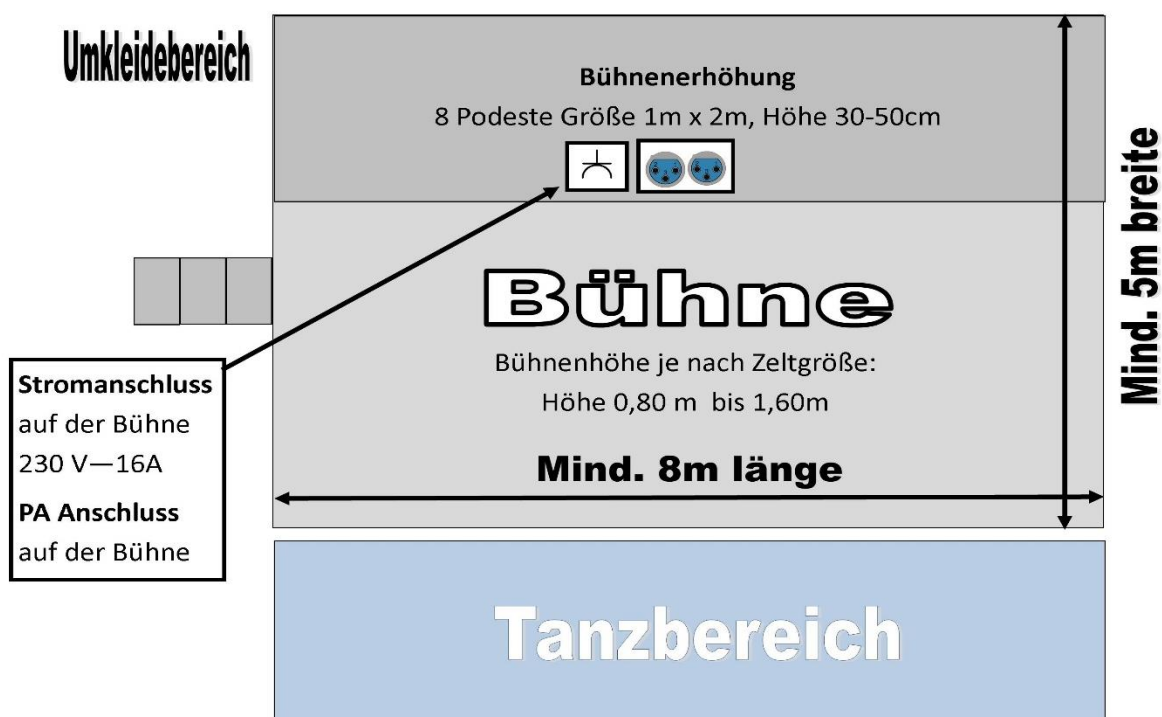 Umkleidebereich
Bühnenerhöhung
8 Podeste Größe 1m x 2m, Höhe 30-50cm
Mind. 5m breite
Bühne
Bühnenhöhe je nach Zeltgröße:
Höhe 0,80 m  bis 1,60m
Mind. 8m länge
Stromanschluss
auf der Bühne
230 V—16A
PA Anschluss
auf der Bühne
Tanzbereich